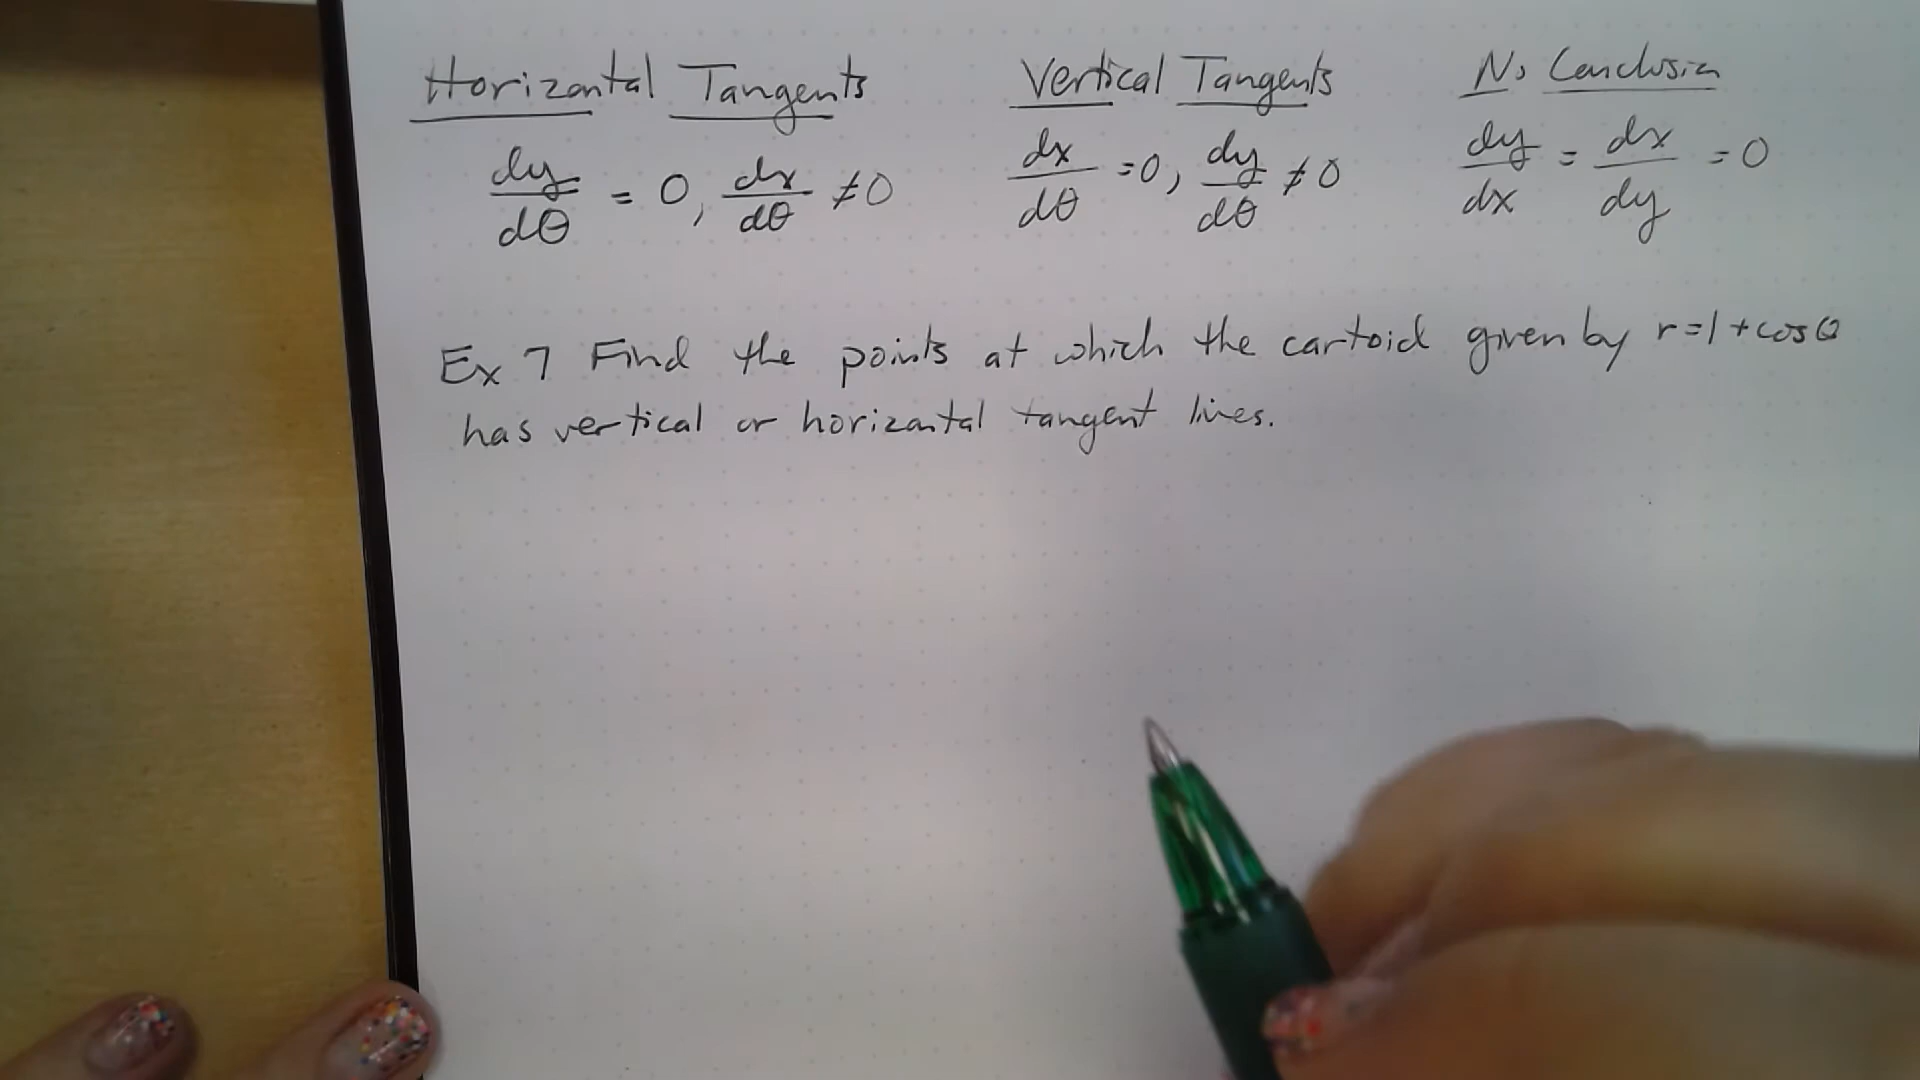 Horizontal Tangents
dy/dθ = 0, dx/dθ ≠ 0
Vertical Tangents
dx/dθ = 0, dy/dθ ≠ 0
No Conclusion
dy/dx = dx/dy = 0
Ex 7 Find the points at which the cartoid given by r=1+cosθ
has vertical or horizontal tangent lines.